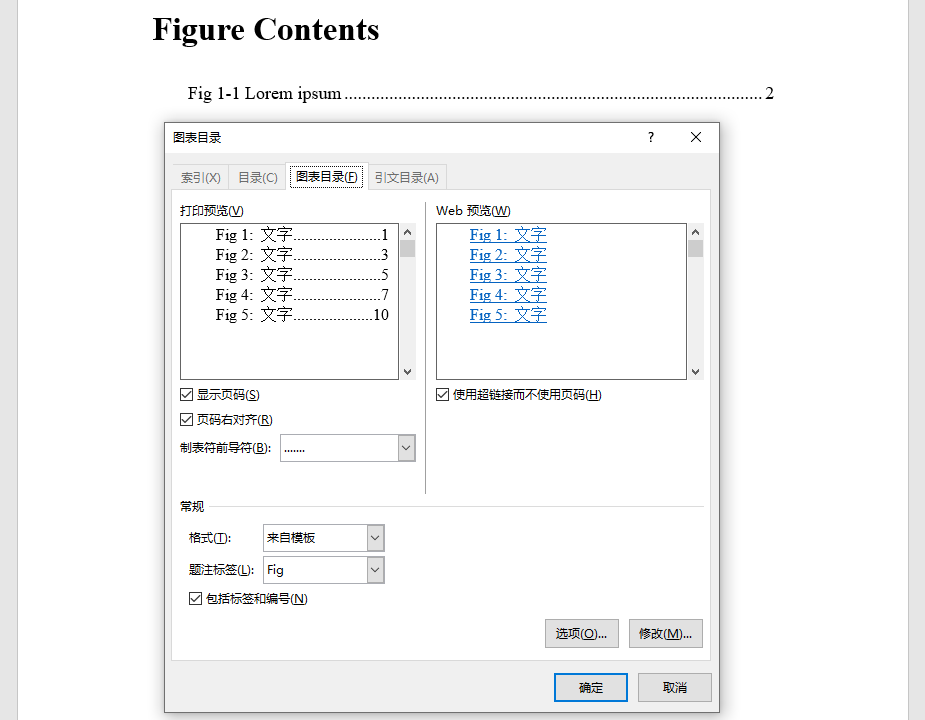 Figure Contents
Fig 1-1 Lorem ipsum ............................................................................................. 2
图表目录 ?
索引(X) 目录(C) 图表目录(F) 引文目录(A)
打印预览(V)
Fig 1: 文字......................1
Fig 2: 文字......................3
Fig 3: 文字......................5
Fig 4: 文字......................7
Fig 5: 文字....................10
Web 预览(W)
Fig 1: 文字
Fig 2: 文字
Fig 3: 文字
Fig 4: 文字
Fig 5: 文字
显示页码(S)
使用超链接而不使用页码(H)
页码右对齐(R)
制表符前导符(B): .......
常规
格式(T): 来自模板
题注标签(L): Fig
包括标签和编号(N)
选项(O)... 修改(M)...
确定 取消